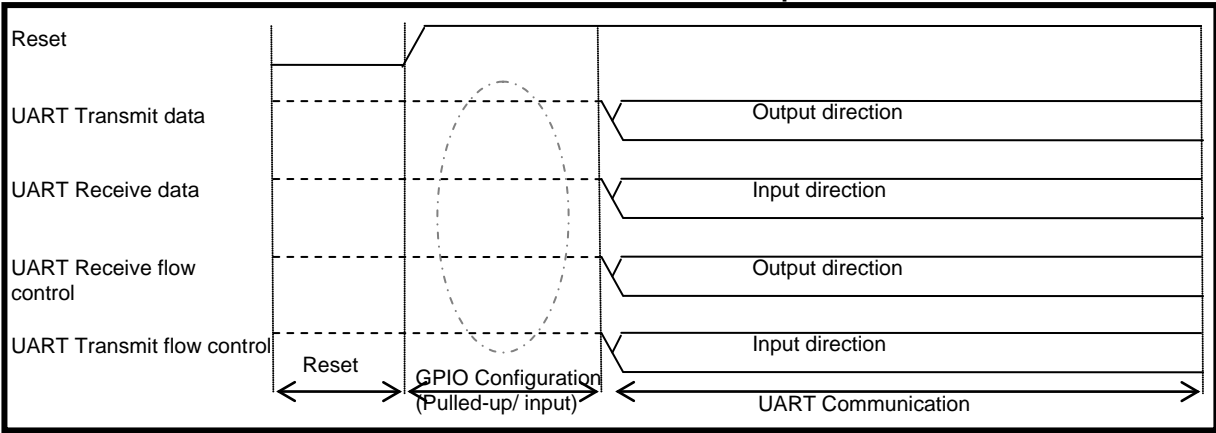 Reset
UART Transmit data
Output direction
UART Receive data
Input direction
UART Receive flow
control
Output direction
UART Transmit flow control
Input direction
Reset
GPIO Configuration
(Pulled-up/ input)
UART Communication